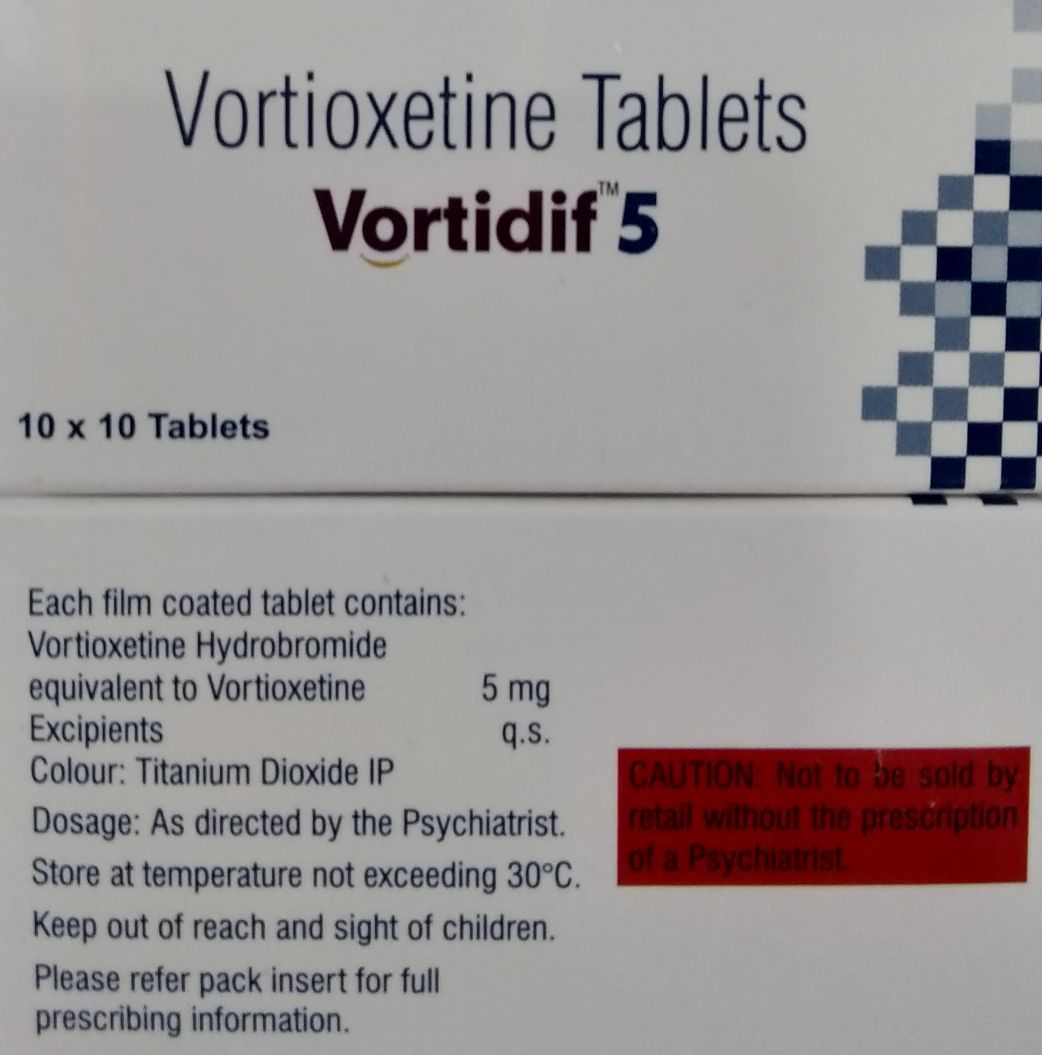 Vortioxetine Tablets
Vortidif™5
10 x 10 Tablets
Each film coated tablet contains:
Vortioxetine Hydrobromide
equivalent to Vortioxetine 5 mg
Excipients q.s.
Colour: Titanium Dioxide IP
Dosage: As directed by the Psychiatrist.
Store at temperature not exceeding 30°C.
Keep out of reach and sight of children.
Please refer pack insert for full
prescribing information.
CAUTION: Not to be sold by
retail without the prescription
of a Psychiatrist.